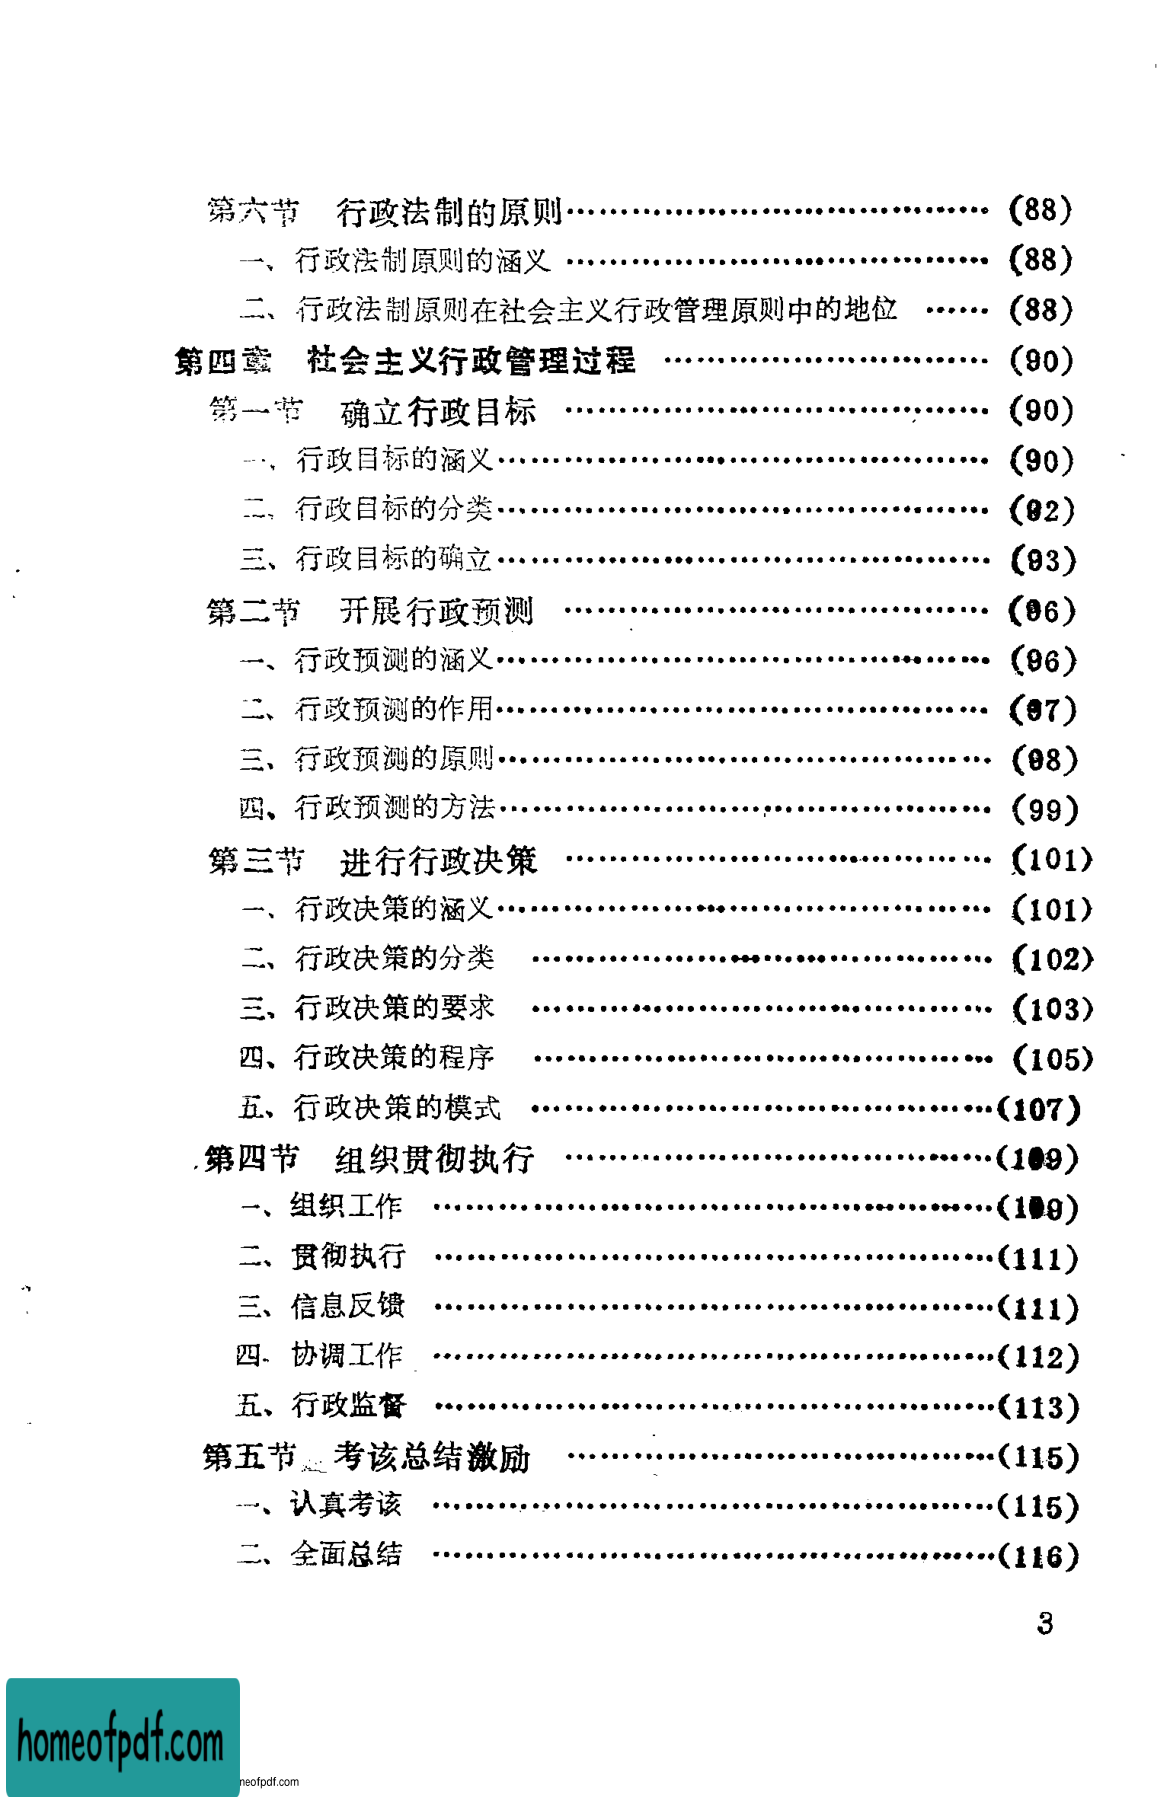 第六节 行政法制的原则…………………………………（88）
一、行政法制原则的涵义…………………………………（88）
二、行政法制原则在社会主义行政管理原则中的地位 ……（88）
第四章 社会主义行政管理过程 …………………………（90）
第一节 确立行政目标 …………………………………（90）
一、行政目标的涵义………………………………………（90）
二、行政目标的分类………………………………………（92）
三、行政目标的确立………………………………………（93）
第二节 开展行政预测 …………………………………（96）
一、行政预测的涵义………………………………………（96）
二、行政预测的作用………………………………………（97）
三、行政预测的原则………………………………………（98）
四、行政预测的方法………………………………………（99）
第三节 进行行政决策 …………………………………（101）
一、行政决策的涵义………………………………………（101）
二、行政决策的分类 ……………………………………（102）
三、行政决策的要求 ……………………………………（103）
四、行政决策的程序 ……………………………………（105）
五、行政决策的模式 ……………………………………（107）
第四节 组织贯彻执行 …………………………………（109）
一、组织工作 ……………………………………………（109）
二、贯彻执行 ……………………………………………（111）
三、信息反馈 ……………………………………………（111）
四、协调工作 ……………………………………………（112）
五、行政监督 ……………………………………………（113）
第五节 考该总结激励 …………………………………（115）
一、认真考该 ……………………………………………（115）
二、全面总结 ……………………………………………（116）
3
homeofpdf.com
neofpdf.com